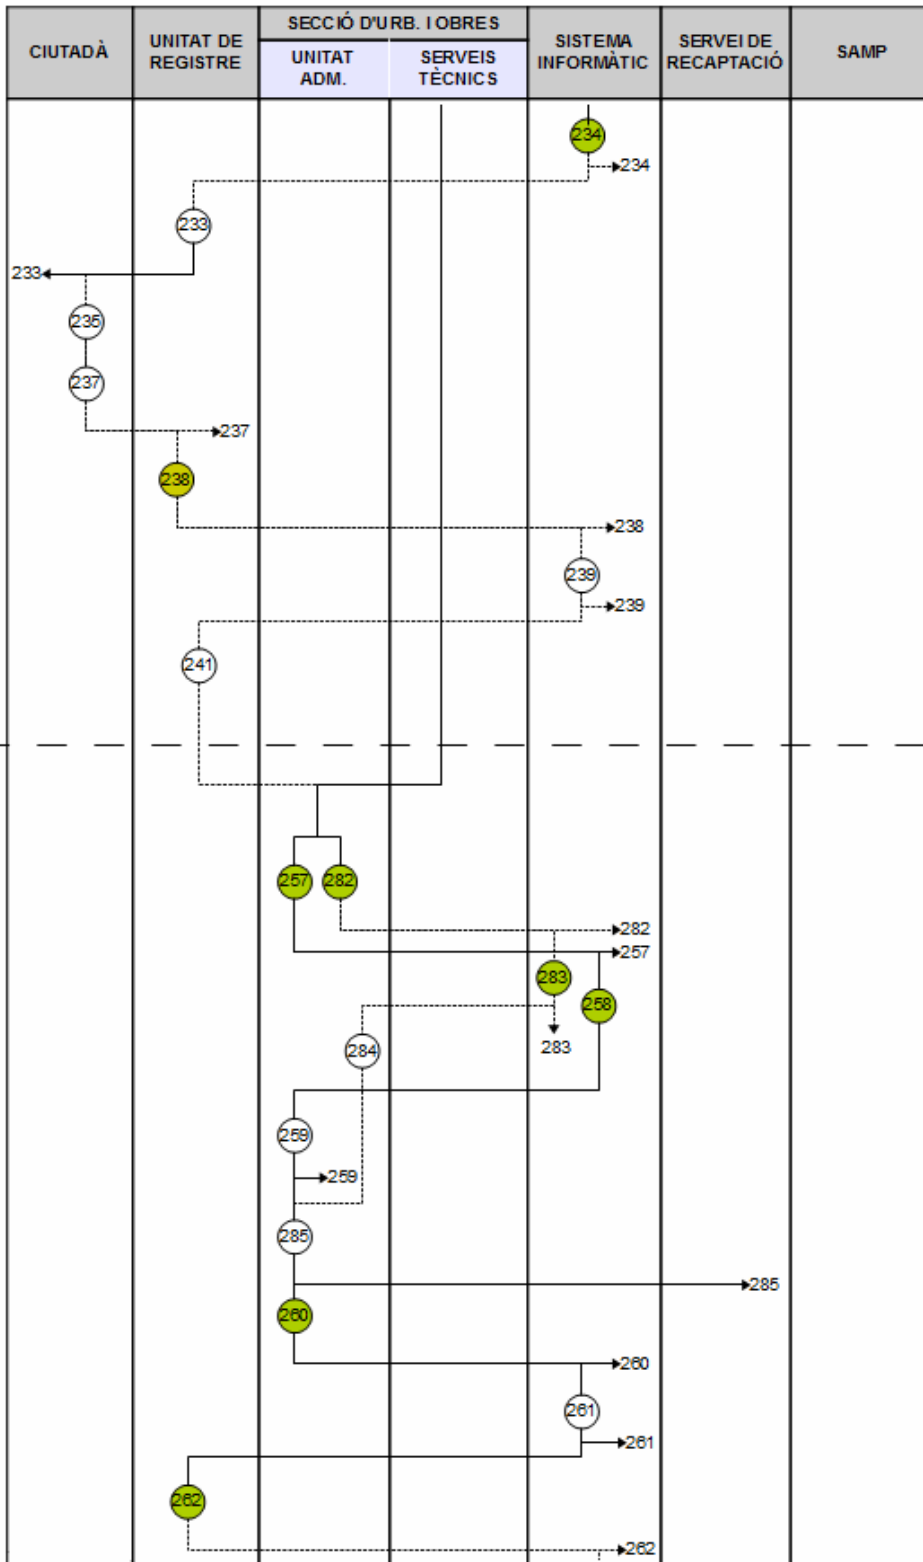 SECCIÓ D'URB. I OBRES
CIUTADÀ
UNITAT DE
REGISTRE
UNITAT
ADM.
SERVEIS
TÈCNICS
SISTEMA
INFORMÀTIC
SERVEI DE
RECAPTACIÓ
SAMP
234
234
233
233
235
237
237
238
238
239
239
241
257
282
282
257
283
258
283
284
259
259
285
285
260
260
261
261
262
262